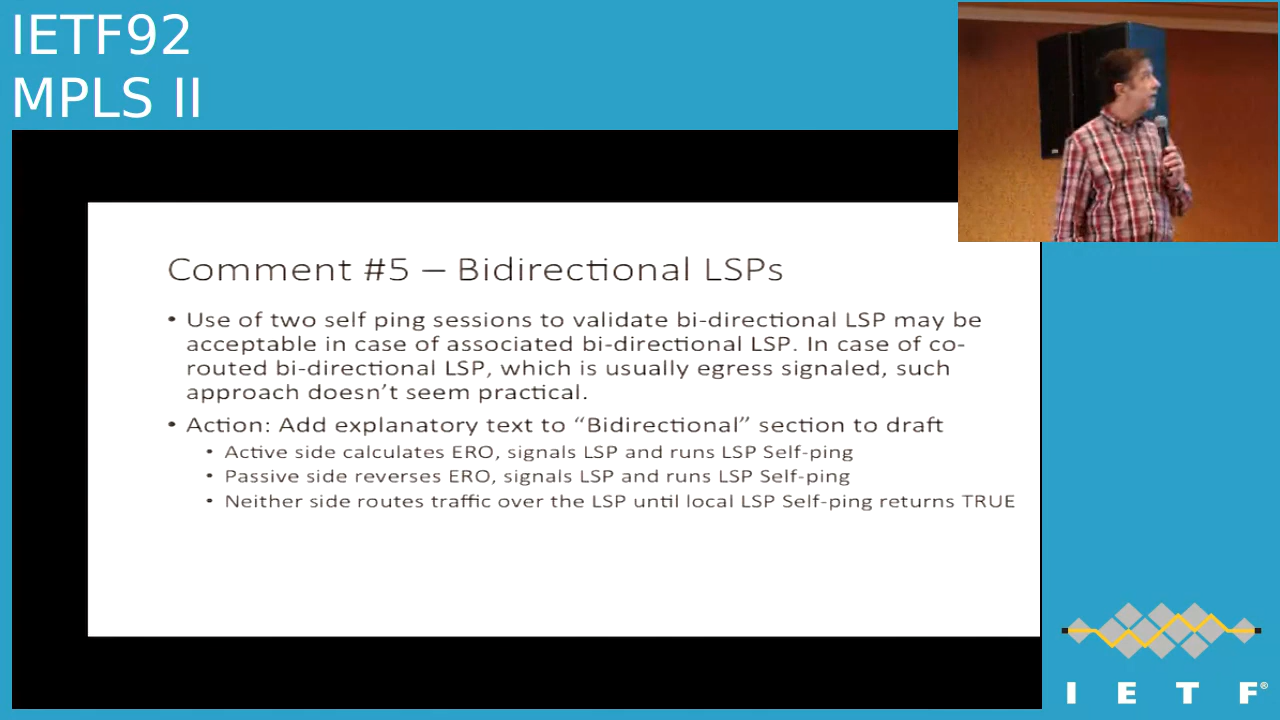 IETF92
MPLS II
Comment #5 – Bidirectional LSPs
• Use of two self ping sessions to validate bi-directional LSP may be
acceptable in case of associated bi-directional LSP. In case of co-
routed bi-directional LSP, which is usually egress signaled, such
approach doesn’t seem practical.
• Action: Add explanatory text to “Bidirectional” section to draft
• Active side calculates ERO, signals LSP and runs LSP Self-ping
• Passive side reverses ERO, signals LSP and runs LSP Self-ping
• Neither side routes traffic over the LSP until local LSP Self-ping returns TRUE
I E T F®